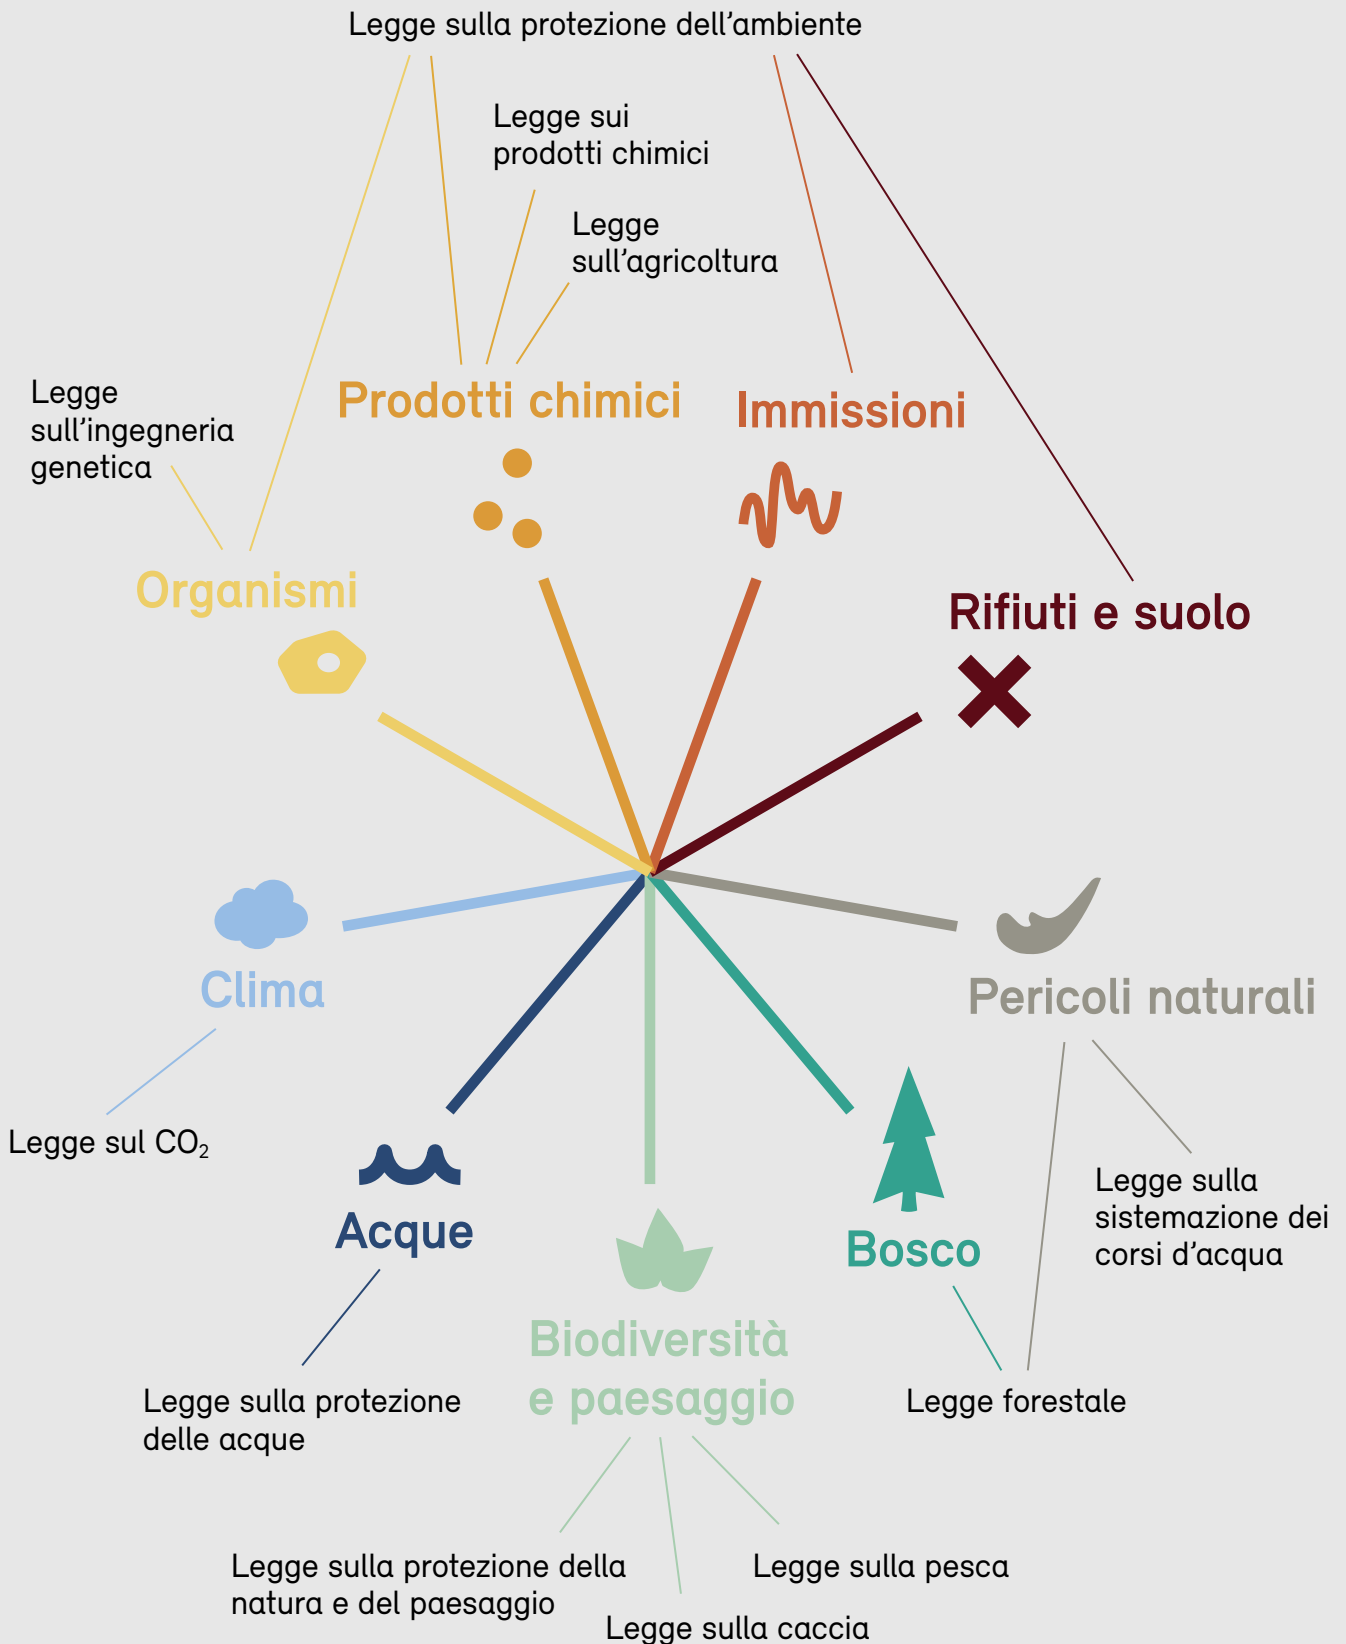 Legge sulla protezione dell’ambiente
Legge sui
prodotti chimici
Legge
sull’agricoltura
Legge
sull’ingegneria
genetica
Prodotti chimici
Immissioni
Organismi
Rifiuti e suolo
Clima
Pericoli naturali
Legge sul CO₂
Acque
Bosco
Legge sulla
sistemazione dei
corsi d’acqua
Biodiversità
e paesaggio
Legge sulla protezione
delle acque
Legge forestale
Legge sulla protezione della
natura e del paesaggio
Legge sulla pesca
Legge sulla caccia